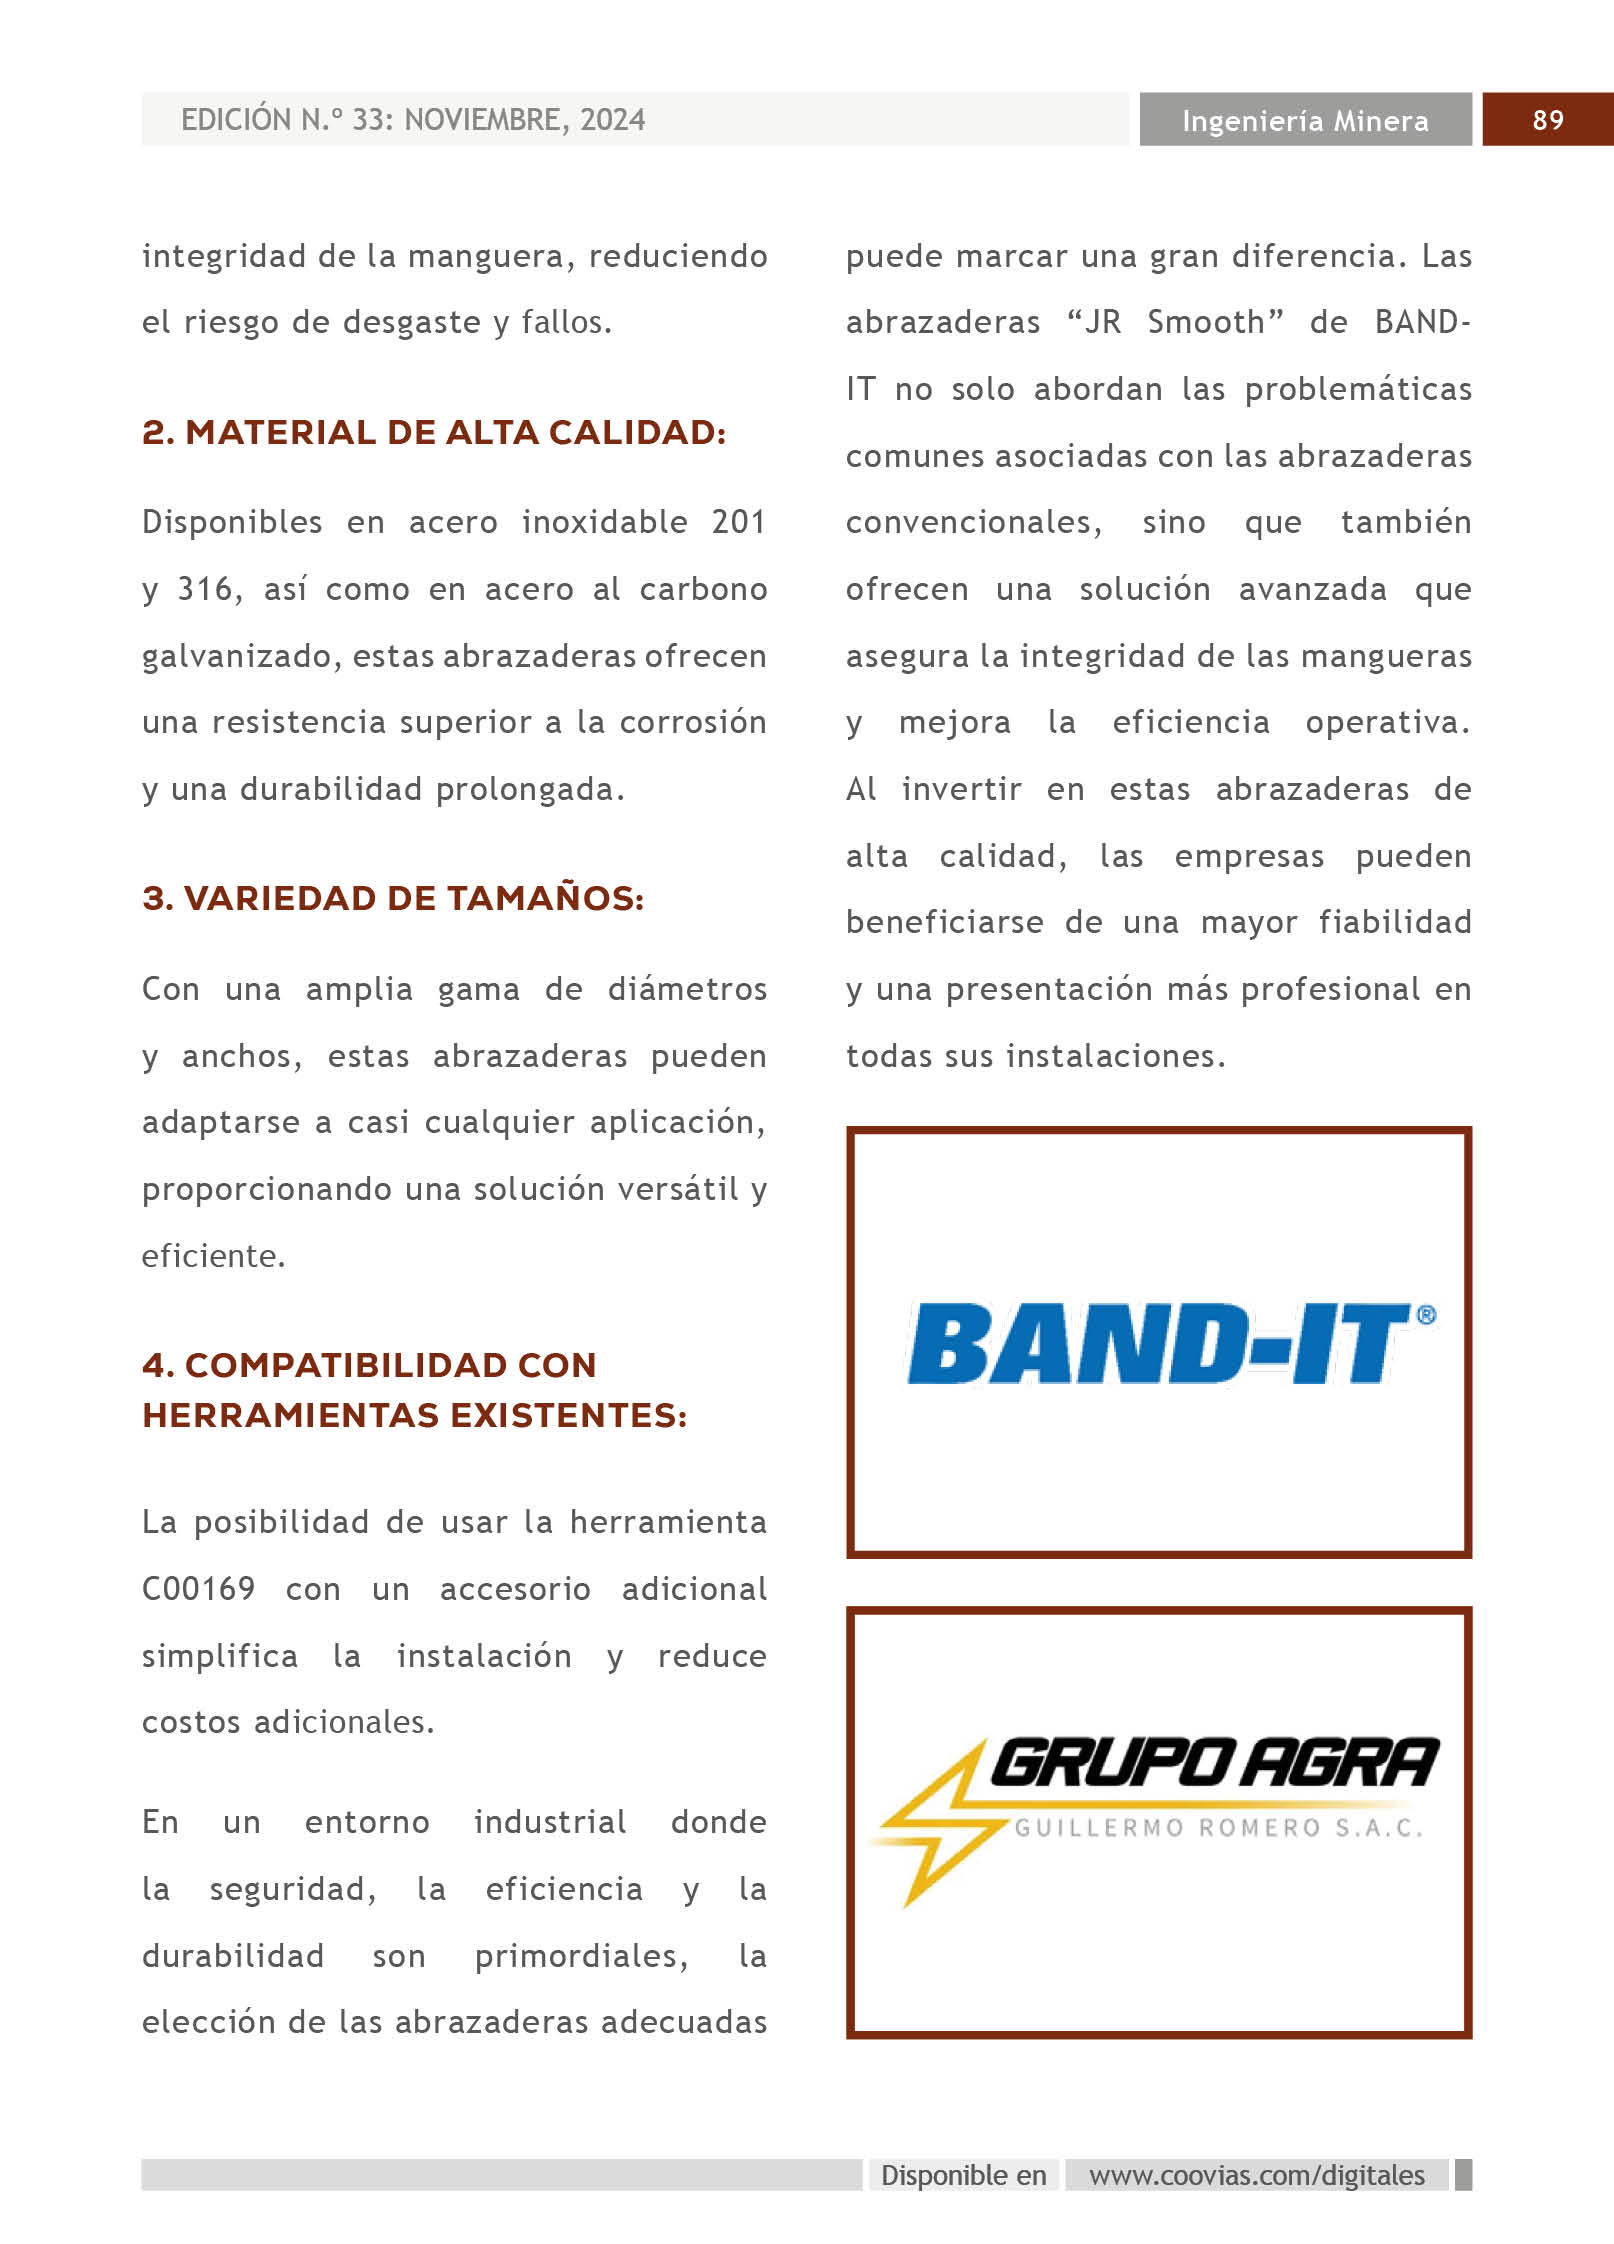 EDICIÓN N.º 33: NOVIEMBRE, 2024
Ingeniería Minera
89
integridad de la manguera, reduciendo
el riesgo de desgaste y fallos.
2. MATERIAL DE ALTA CALIDAD:
Disponibles en acero inoxidable 201
y 316, así como en acero al carbono
galvanizado, estas abrazaderas ofrecen
una resistencia superior a la corrosión
y una durabilidad prolongada.
3. VARIEDAD DE TAMAÑOS:
Con una amplia gama de diámetros
y anchos, estas abrazaderas pueden
adaptarse a casi cualquier aplicación,
proporcionando una solución versátil y
eficiente.
4. COMPATIBILIDAD CON
HERRAMIENTAS EXISTENTES:
La posibilidad de usar la herramienta
C00169 con un accesorio adicional
simplifica la instalación y reduce
costos adicionales.
En un entorno industrial donde
la seguridad, la eficiencia y la
durabilidad son primordiales, la
elección de las abrazaderas adecuadas
puede marcar una gran diferencia. Las
abrazaderas “JR Smooth” de BAND-
IT no solo abordan las problemáticas
comunes asociadas con las abrazaderas
convencionales, sino que también
ofrecen una solución avanzada que
asegura la integridad de las mangueras
y mejora la eficiencia operativa.
Al invertir en estas abrazaderas de
alta calidad, las empresas pueden
beneficiarse de una mayor fiabilidad
y una presentación más profesional en
todas sus instalaciones.
BAND-IT®
GRUPO AGRA
GUILLERMO ROMERO S.A.C.
Disponible en
www.coovias.com/digitales